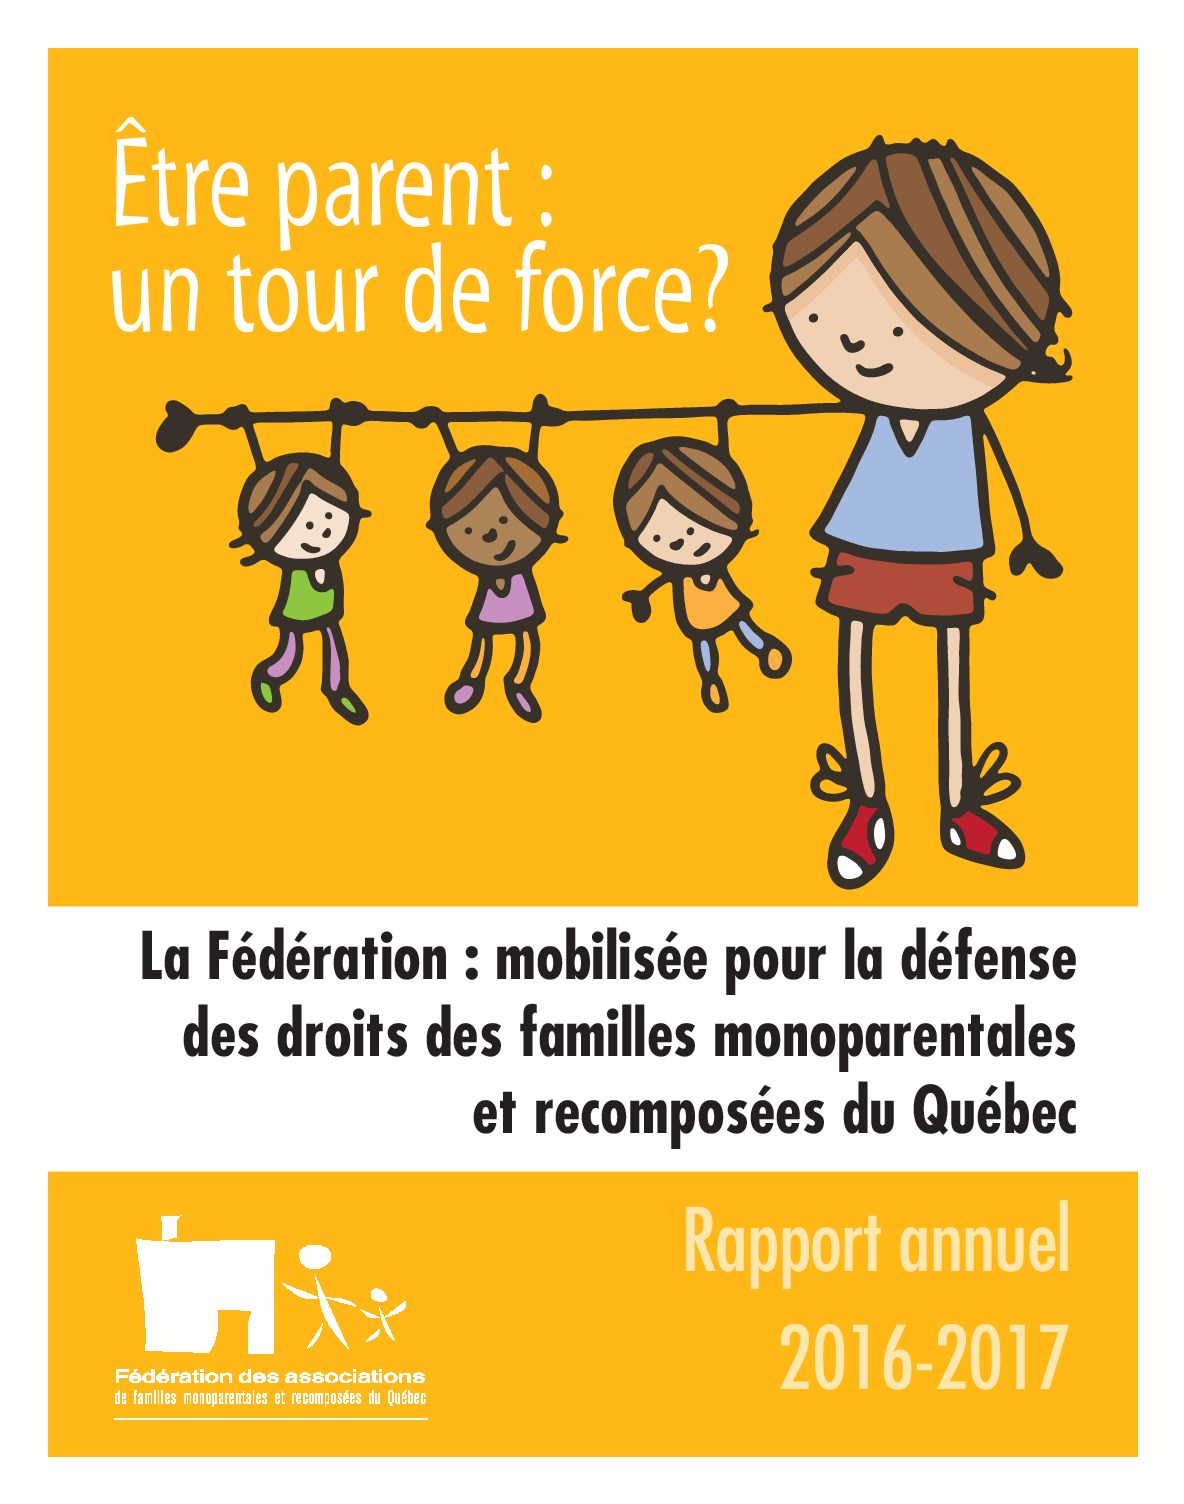 Être parent :
un tour de force?
La Fédération : mobilisée pour la défense
des droits des familles monoparentales
et recomposées du Québec
Rapport annuel
2016-2017
Fédération des associations
de familles monoparentales et recomposées du Québec